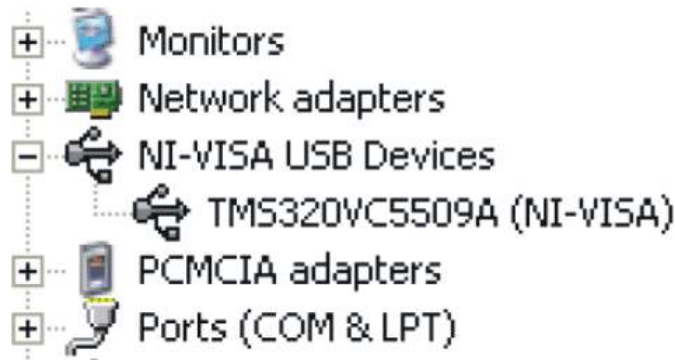 Monitors
Network adapters
NI-VISA USB Devices
TMS320VC5509A (NI-VISA)
PCMCIA adapters
Ports (COM & LPT)